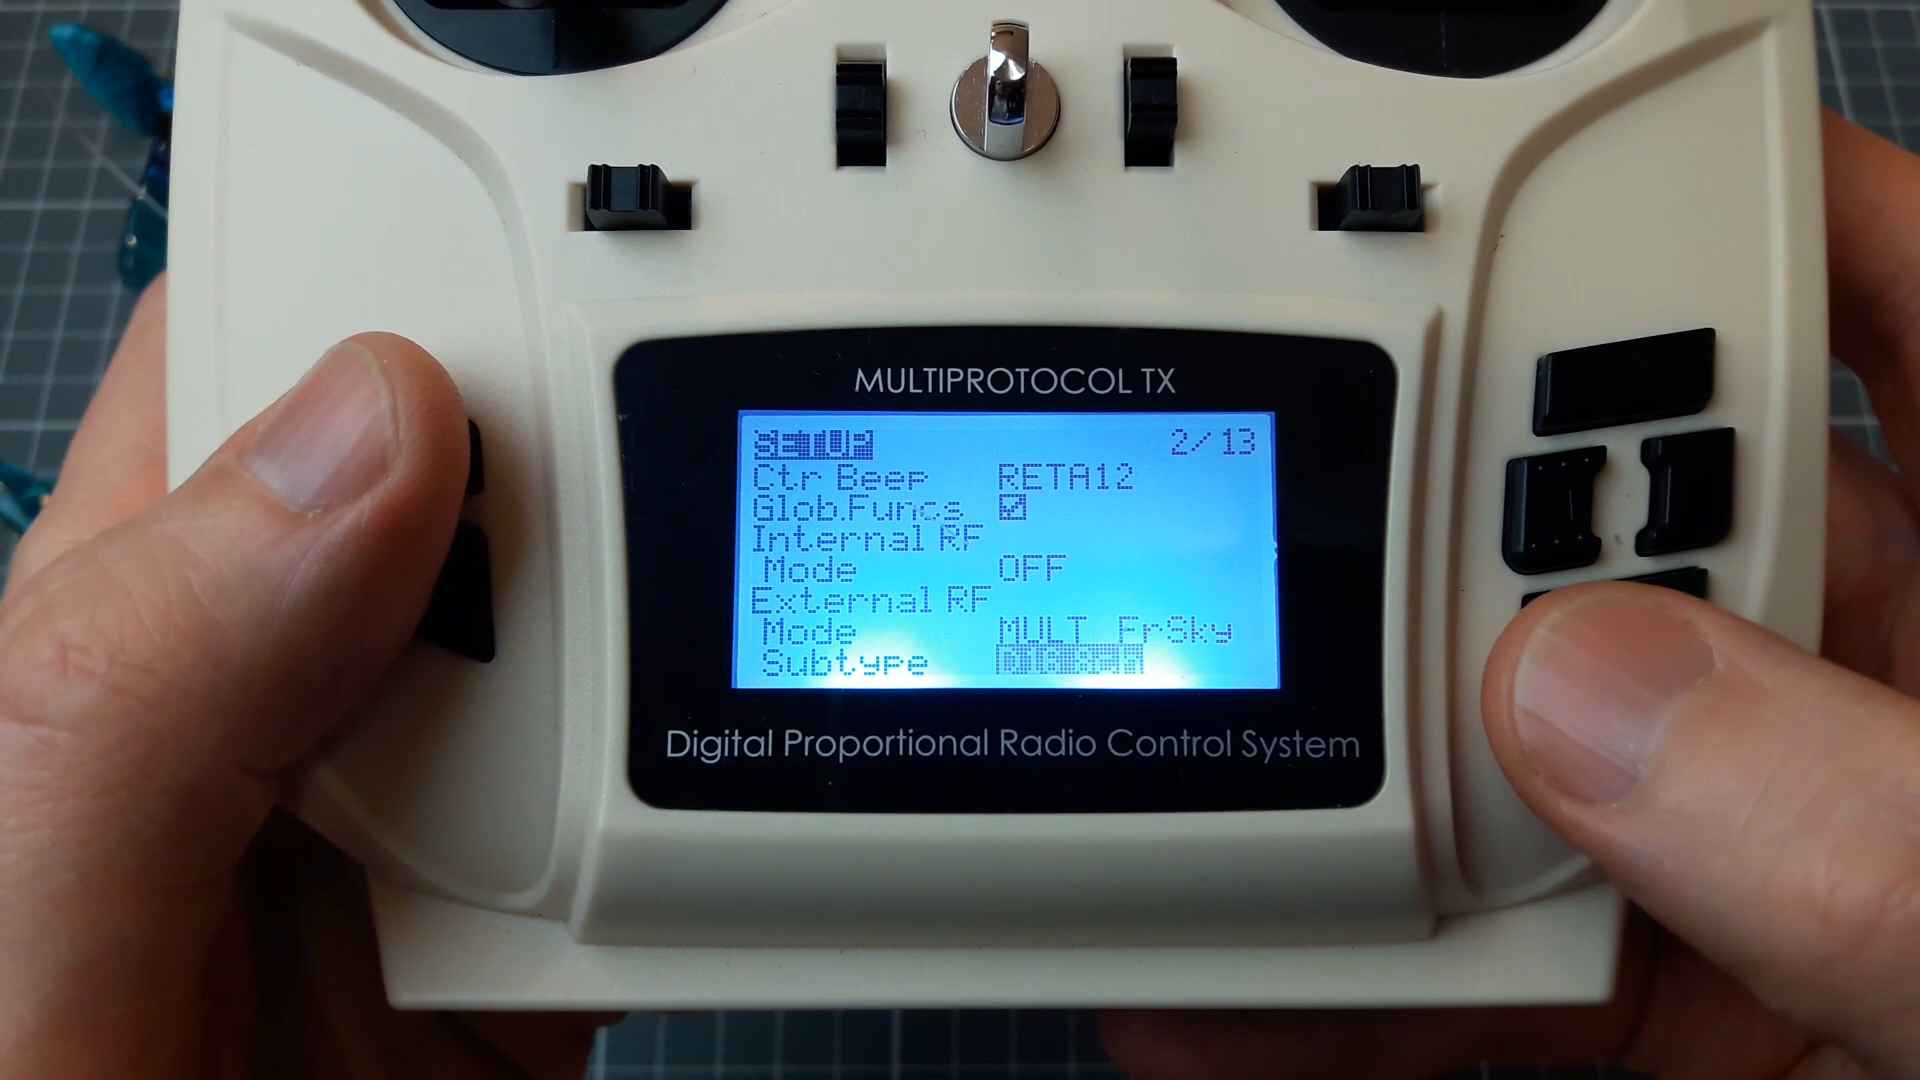 MULTIPROTOCOL TX
SETUP 2/13
Ctr Beep RETA12
Glob.Funcs
Internal RF
Mode OFF
External RF
Mode MULT FrSky
Subtype
Digital Proportional Radio Control System